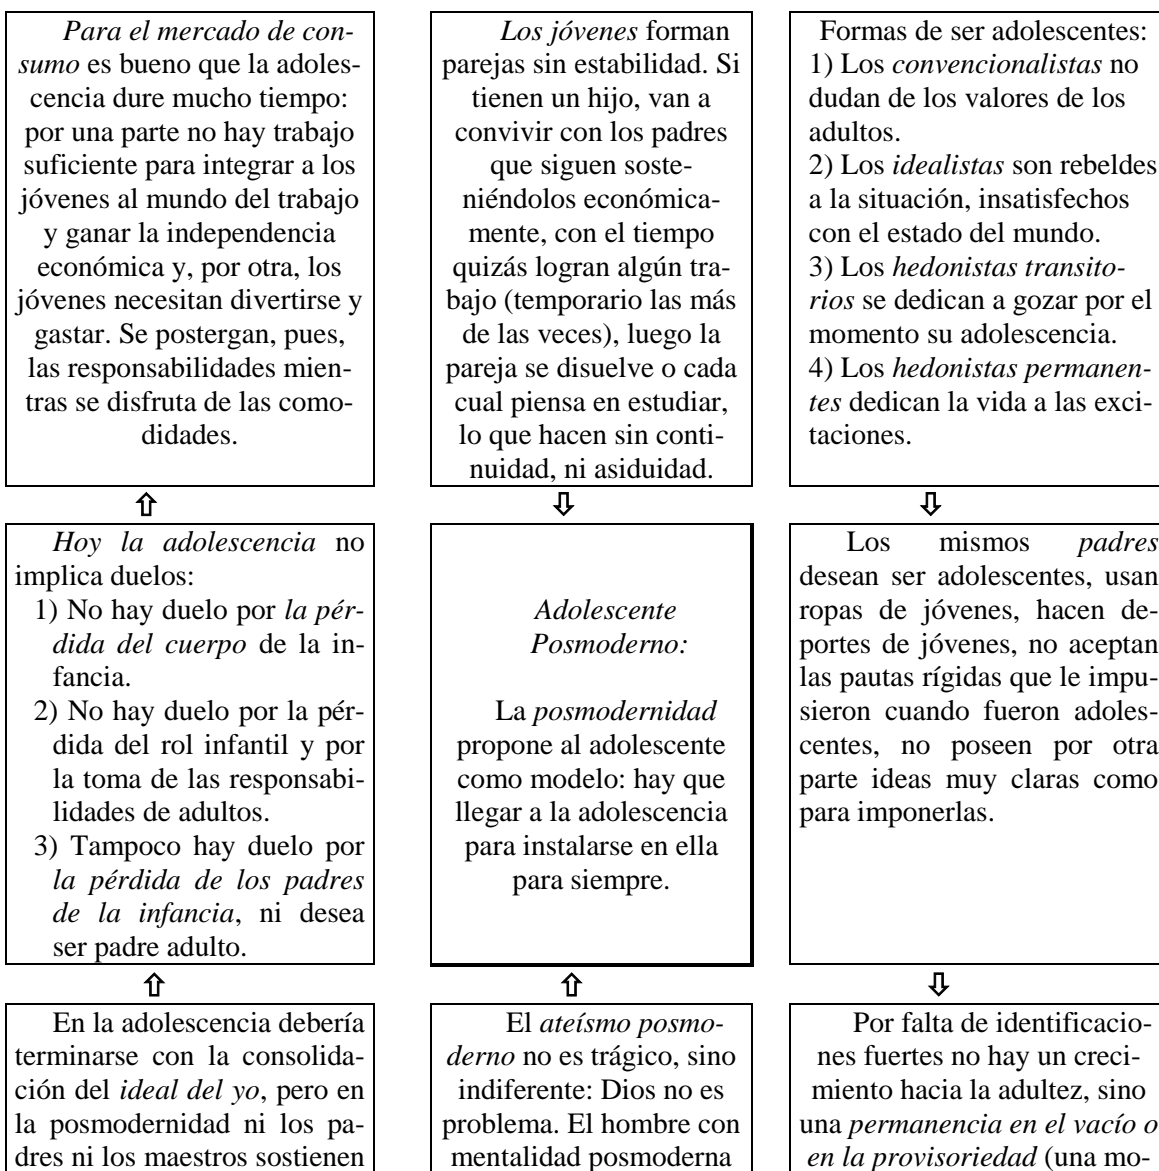 Para el mercado de con-
sumo es bueno que la adoles-
cencia dure mucho tiempo:
por una parte no hay trabajo
suficiente para integrar a los
jóvenes al mundo del trabajo
y ganar la independencia
económica y, por otra, los
jóvenes necesitan divertirse y
gastar. Se postergan, pues,
las responsabilidades mien-
tras se disfruta de las como-
didades.
Los jóvenes forman
parejas sin estabilidad. Si
tienen un hijo, van a
convivir con los padres
que siguen soste-
niéndolos económica-
mente, con el tiempo
quizás logran algún tra-
bajo (temporario las más
de las veces), luego la
pareja se disuelve o cada
cual piensa en estudiar,
lo que hacen sin conti-
nuidad, ni asiduidad.
Formas de ser adolescentes:
1) Los convencionalistas no
dudan de los valores de los
adultos.
2) Los idealistas son rebeldes
a la situación, insatisfechos
con el estado del mundo.
3) Los hedonistas transito-
rios se dedican a gozar por el
momento su adolescencia.
4) Los hedonistas permanen-
tes dedican la vida a las exci-
taciones.
Hoy la adolescencia no
implica duelos:
1) No hay duelo por la pér-
dida del cuerpo de la in-
fancia.
2) No hay duelo por la pér-
dida del rol infantil y por
la toma de las responsabi-
lidades de adultos.
3) Tampoco hay duelo por
la pérdida de los padres
de la infancia, ni desea
ser padre adulto.
Adolescente
Posmoderno:
La posmodernidad
propone al adolescente
como modelo: hay que
llegar a la adolescencia
para instalarse en ella
para siempre.
Los mismos padres
desean ser adolescentes, usan
ropas de jóvenes, hacen de-
portes de jóvenes, no aceptan
las pautas rígidas que le impu-
sieron cuando fueron adoles-
centes, no poseen por otra
parte ideas muy claras como
para imponerlas.
En la adolescencia debería
terminarse con la consolida-
ción del ideal del yo, pero en
la posmodernidad ni los pa-
dres ni los maestros sostienen
El ateísmo posmo-
derno no es trágico, sino
indiferente: Dios no es
problema. El hombre con
mentalidad posmoderna
Por falta de identificacio-
nes fuertes no hay un creci-
miento hacia la adultez, sino
una permanencia en el vacío o
en la provisoriedad (una mo-